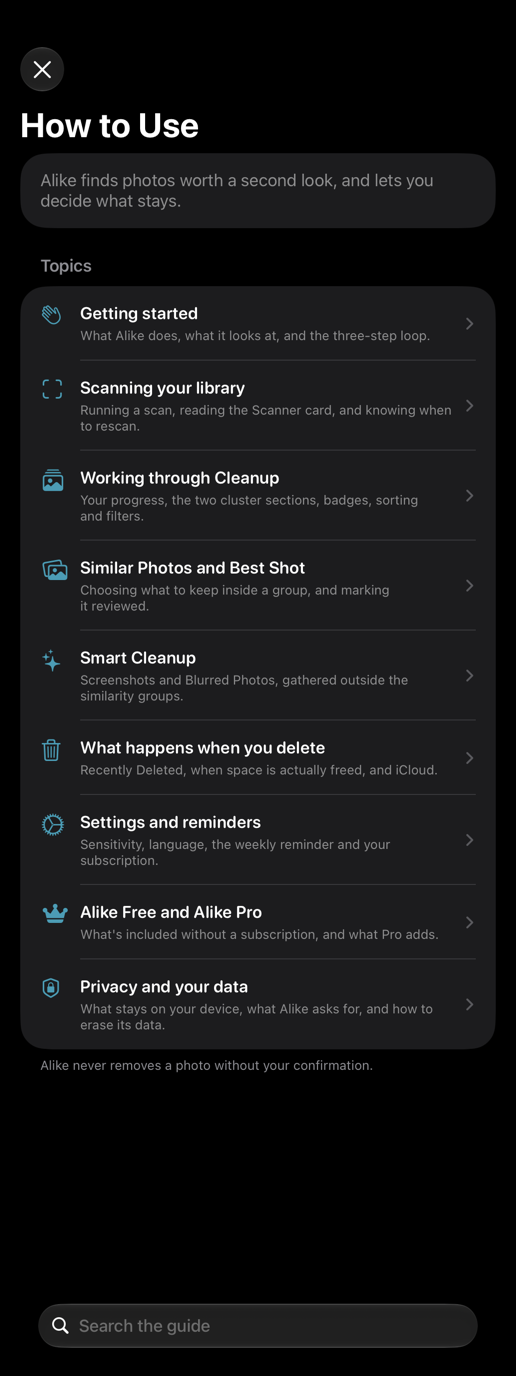 How to Use
Alike finds photos worth a second look, and lets you
decide what stays.
Topics
Getting started
What Alike does, what it looks at, and the three-step loop.
Scanning your library
Running a scan, reading the Scanner card, and knowing when
to rescan.
Working through Cleanup
Your progress, the two cluster sections, badges, sorting
and filters.
Similar Photos and Best Shot
Choosing what to keep inside a group, and marking
it reviewed.
Smart Cleanup
Screenshots and Blurred Photos, gathered outside the
similarity groups.
What happens when you delete
Recently Deleted, when space is actually freed, and iCloud.
Settings and reminders
Sensitivity, language, the weekly reminder and your
subscription.
Alike Free and Alike Pro
What's included without a subscription, and what Pro adds.
Privacy and your data
What stays on your device, what Alike asks for, and how to
erase its data.
Alike never removes a photo without your confirmation.
Search the guide